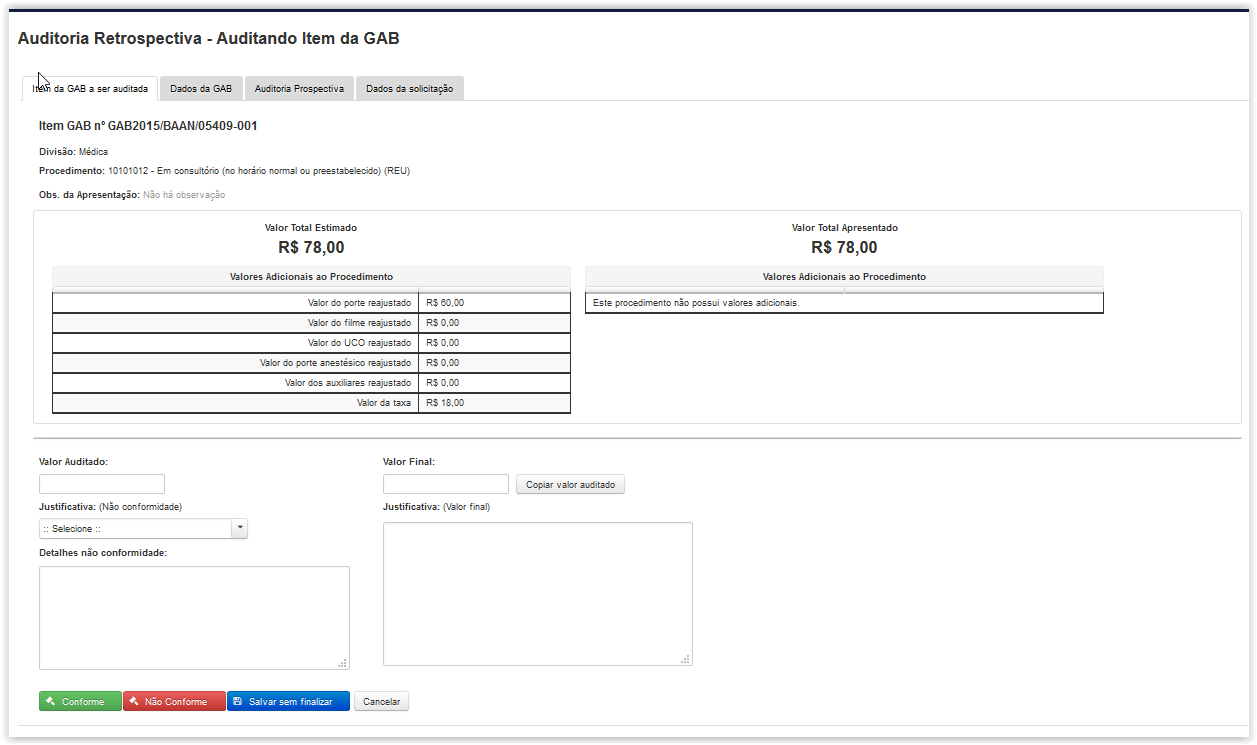 Auditoria Retrospectiva - Auditando Item da GAB
Item da GAB a ser auditada Dados da GAB Auditoria Prospectiva Dados da solicitação
Item GAB nº GAB2015/BAAN/05409-001
Divisão: Médica
Procedimento: 10101012 - Em consultório (no horário normal ou preestabelecido) (REU)
Obs. da Apresentação: Não há observação
Valor Total Estimado
R$ 78,00
Valores Adicionais ao Procedimento
Valor do porte reajustado R$ 60,00
Valor do filme reajustado R$ 0,00
Valor do UCO reajustado R$ 0,00
Valor do porte anestésico reajustado R$ 0,00
Valor dos auxiliares reajustado R$ 0,00
Valor da taxa R$ 18,00
Valor Total Apresentado
R$ 78,00
Valores Adicionais ao Procedimento
Este procedimento não possui valores adicionais.
Valor Auditado:
Justificativa: (Não conformidade)
:: Selecione ::
Detalhes não conformidade:
Valor Final:
Copiar valor auditado
Justificativa: (Valor final)
Conforme Não Conforme Salvar sem finalizar Cancelar